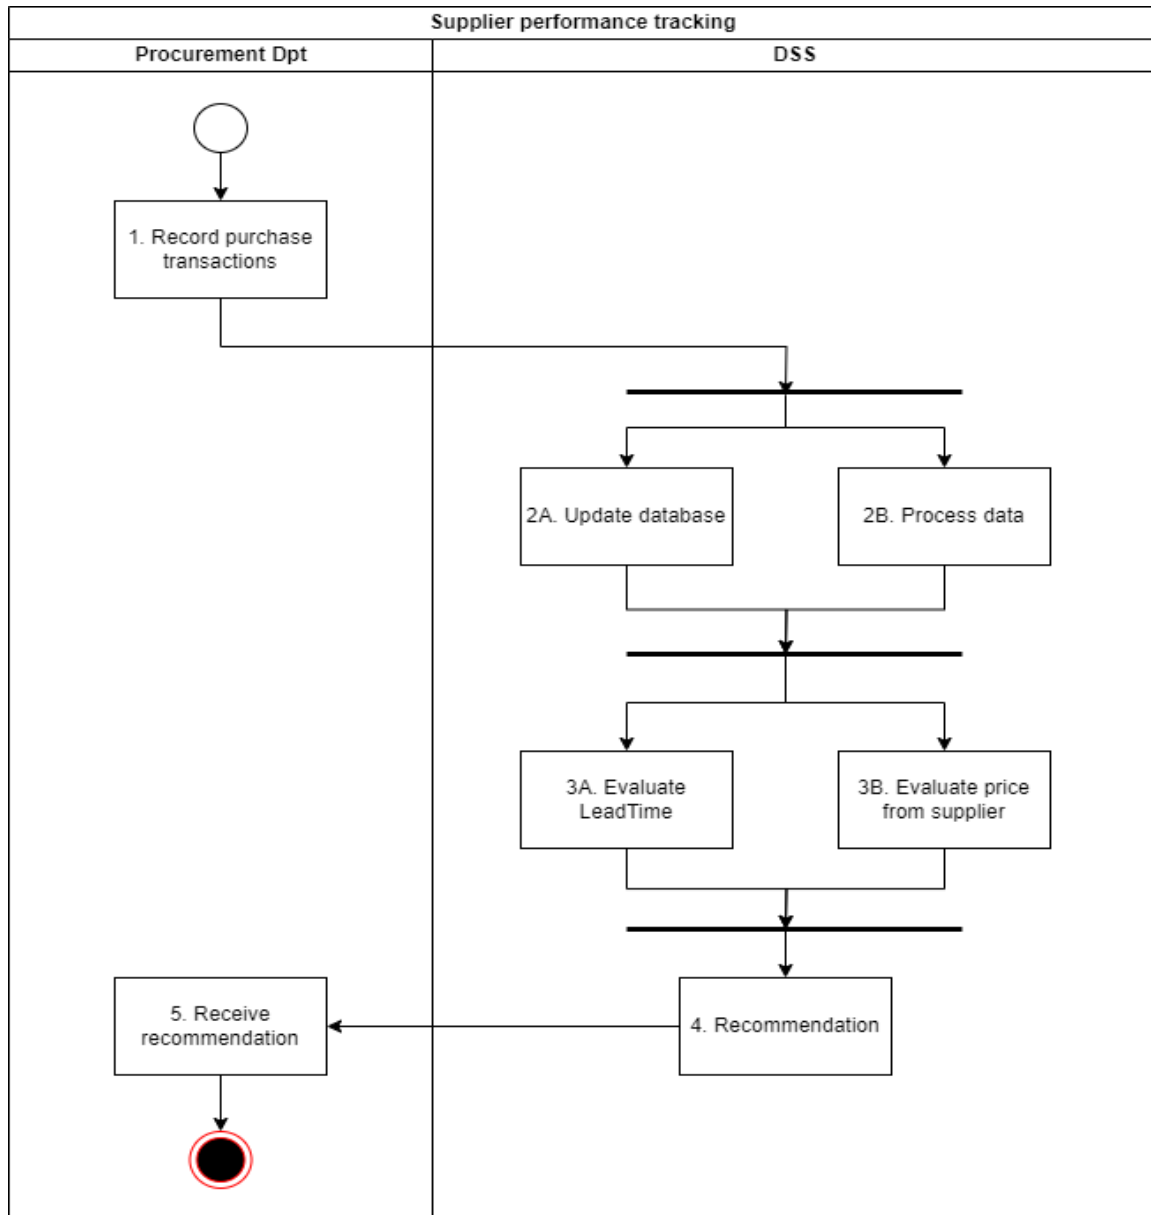 Supplier performance tracking
Procurement Dpt
DSS
1. Record purchase
transactions
2A. Update database
2B. Process data
3A. Evaluate
LeadTime
3B. Evaluate price
from supplier
5. Receive
recommendation
4. Recommendation